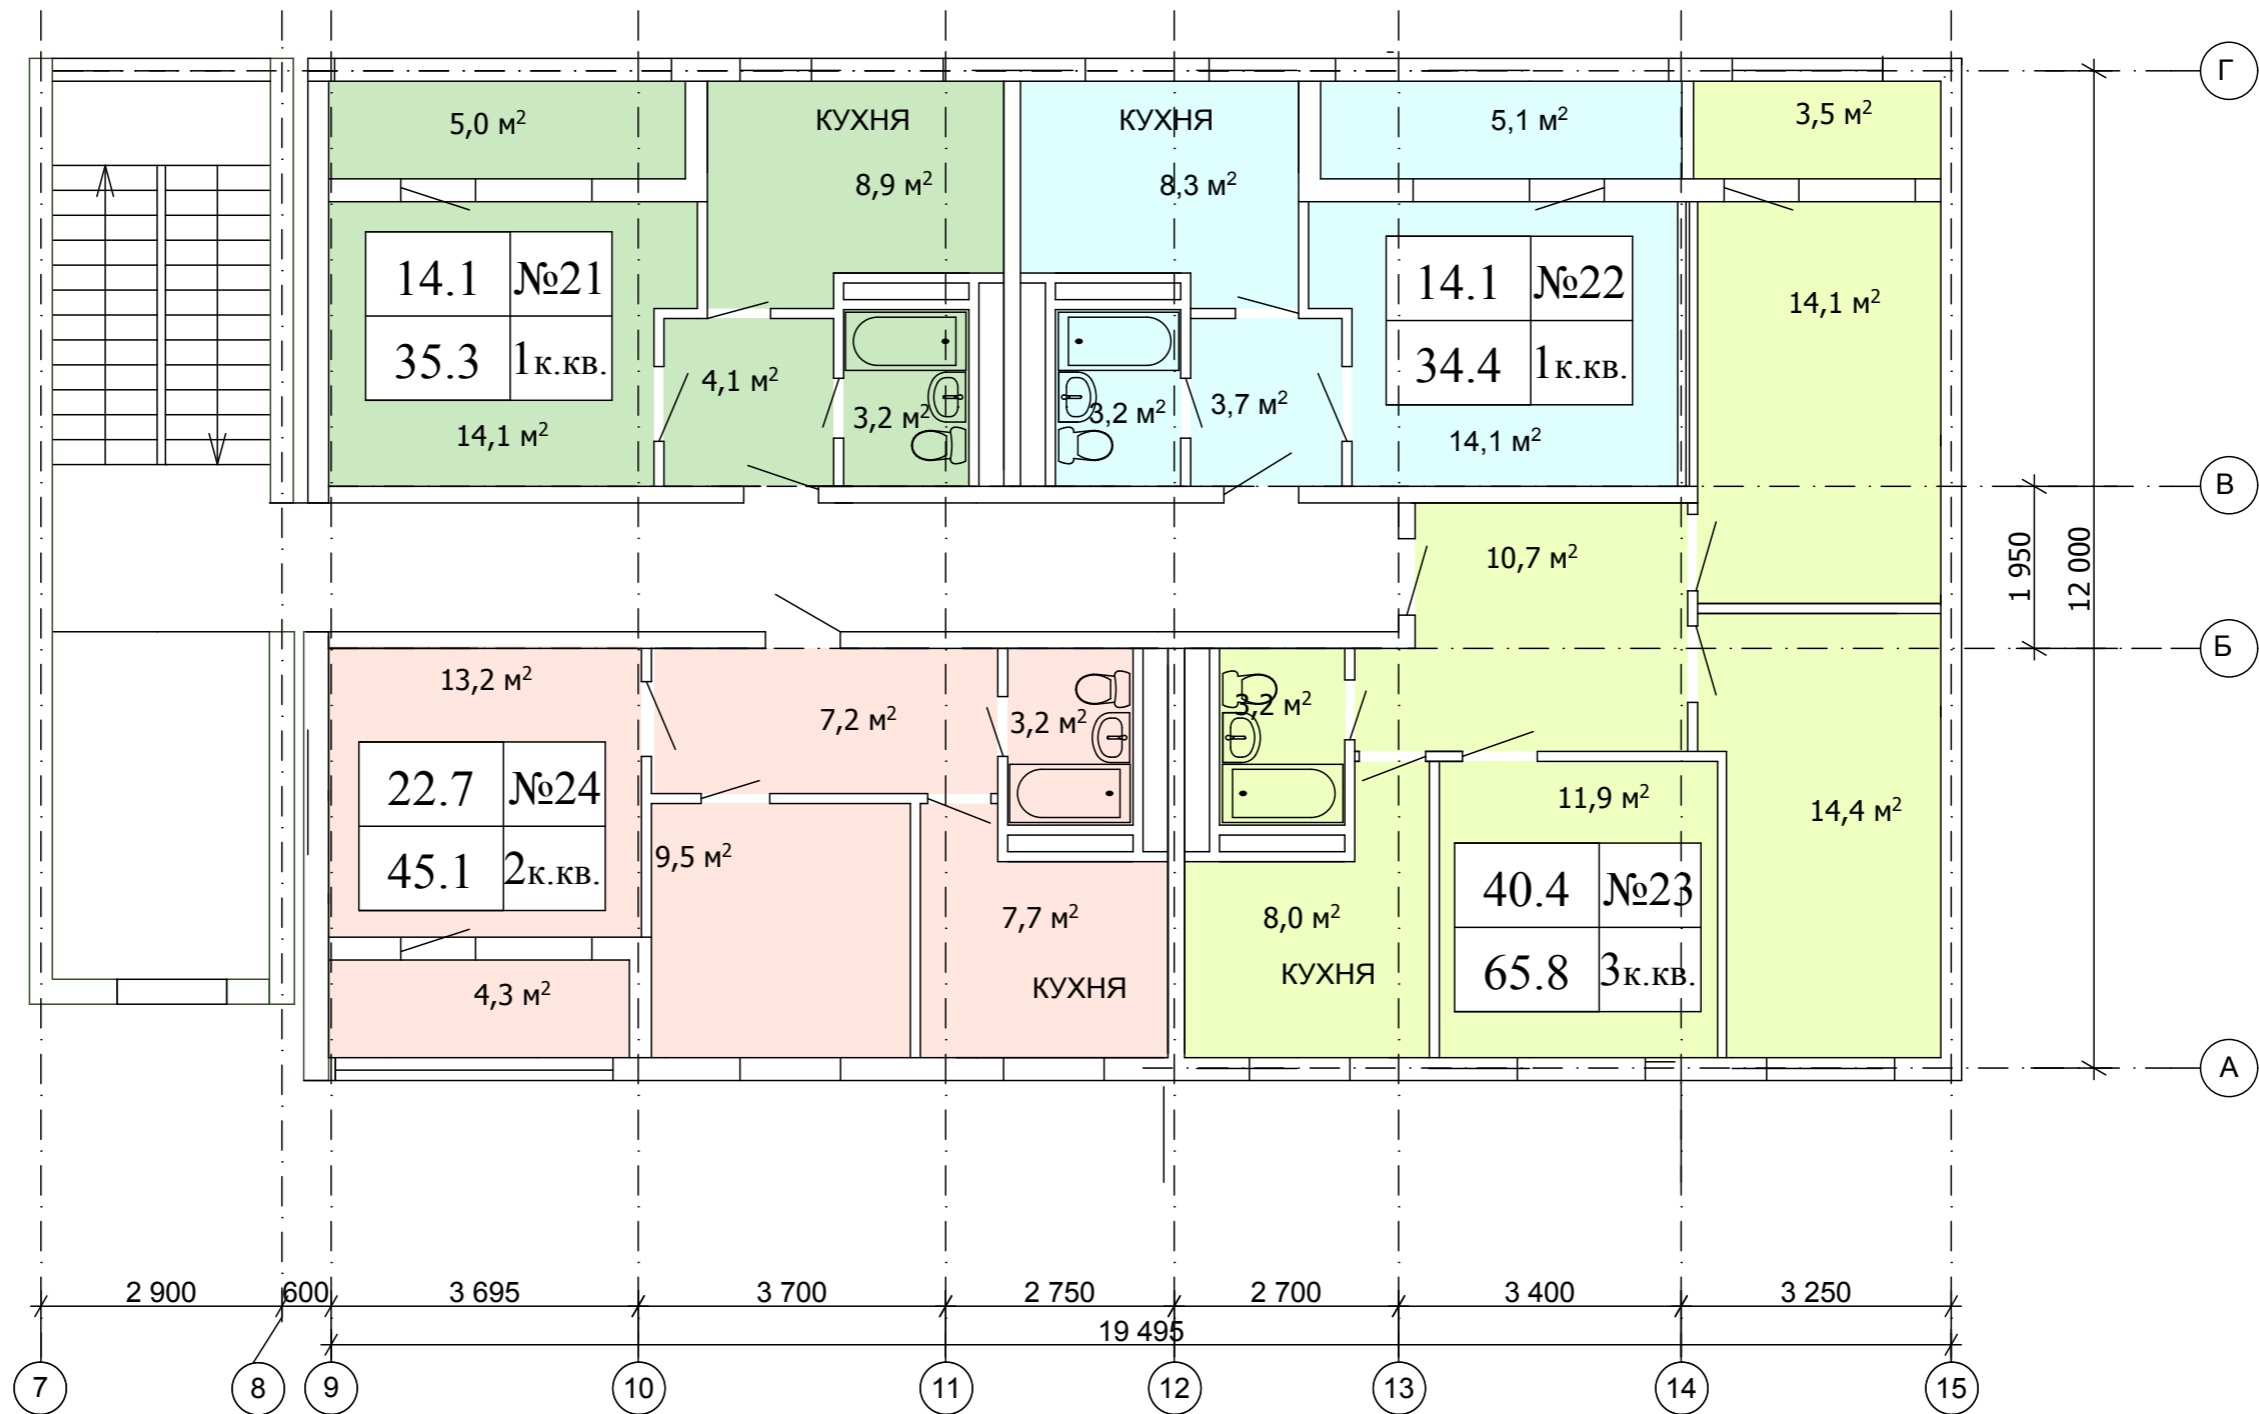 Г
5,0 м²
КУХНЯ
8,9 м²
КУХНЯ
8,3 м²
5,1 м²
3,5 м²
14.1 №21
35.3 1к.кв.
14,1 м²
4,1 м²
3,2 м²
3,2 м²
3,7 м²
14.1 №22
34.4 1к.кв.
14,1 м²
14,1 м²
В
10,7 м²
1 950
12 000
Б
13,2 м²
7,2 м²
3,2 м²
3,2 м²
22.7 №24
45.1 2к.кв.
9,5 м²
7,7 м²
КУХНЯ
4,3 м²
8,0 м²
КУХНЯ
11,9 м²
40.4 №23
65.8 3к.кв.
14,4 м²
А
2 900 600 3 695 3 700 2 750 2 700 3 400 3 250
19 495
7 8 9 10 11 12 13 14 15